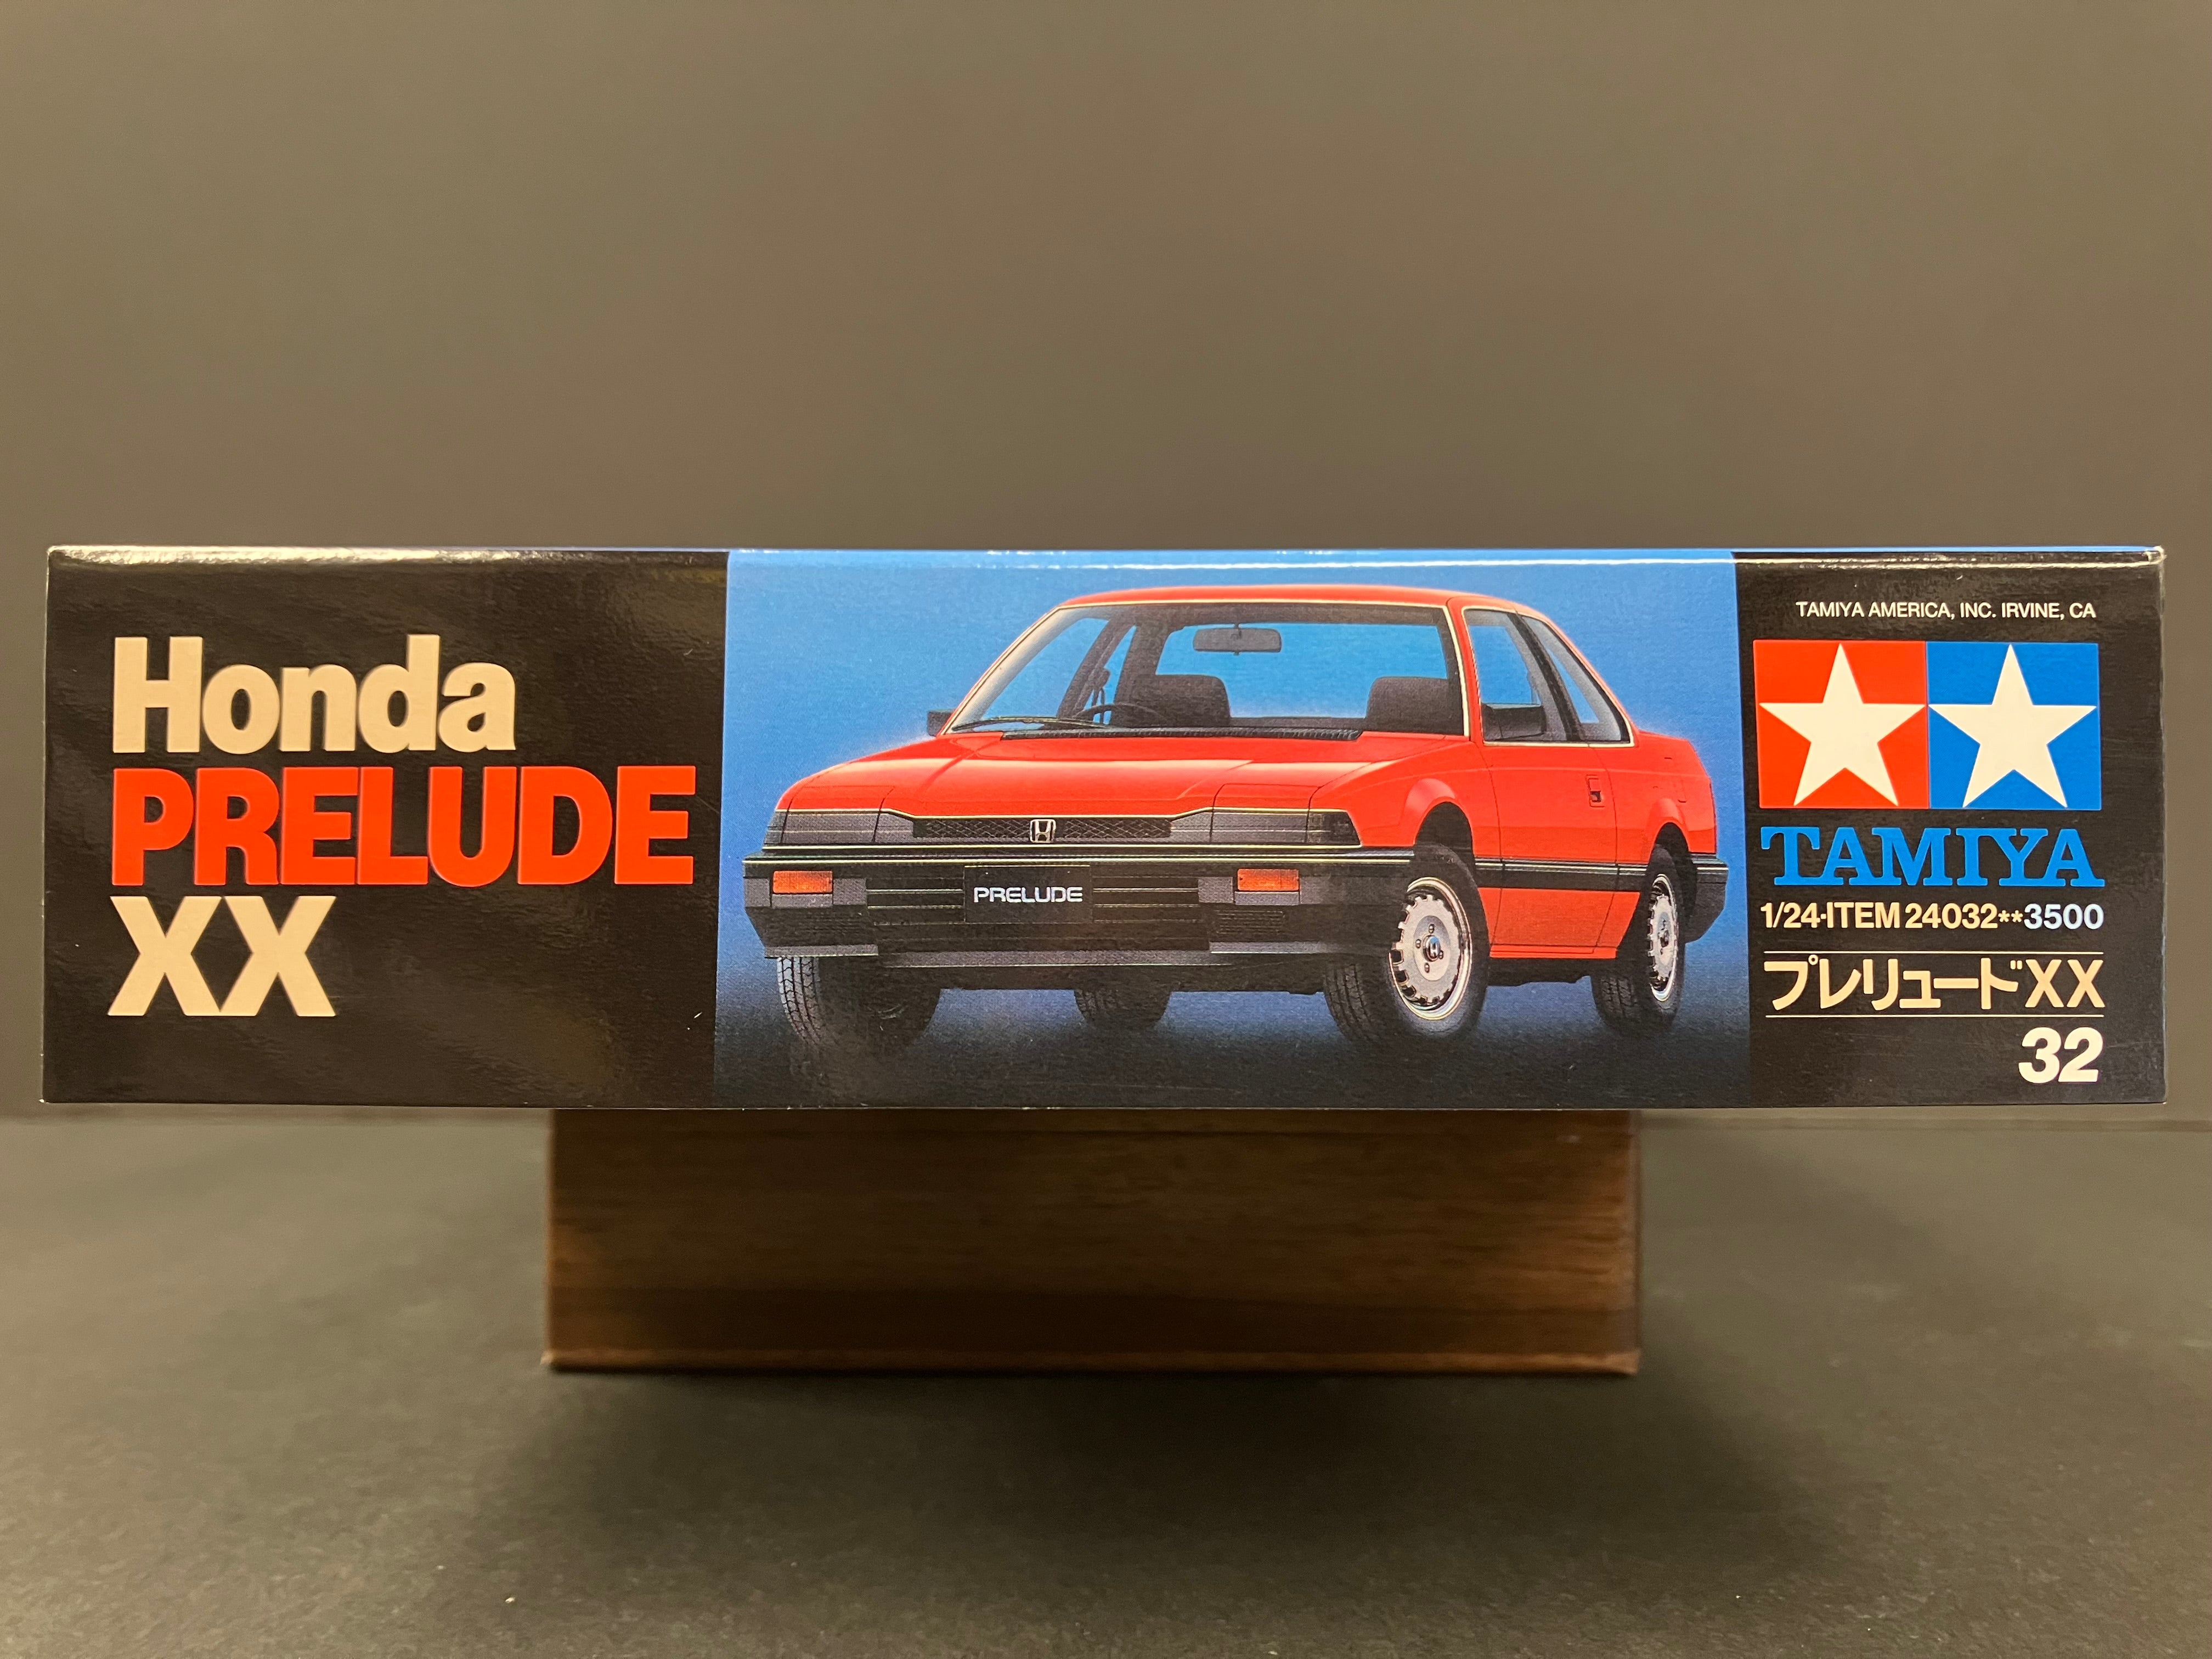 Honda
PRELUDE
XX
PRELUDE
TAMIYA AMERICA, INC. IRVINE, CA
TAMIYA
1/24・ITEM 24032**3500
プレリュードXX
32